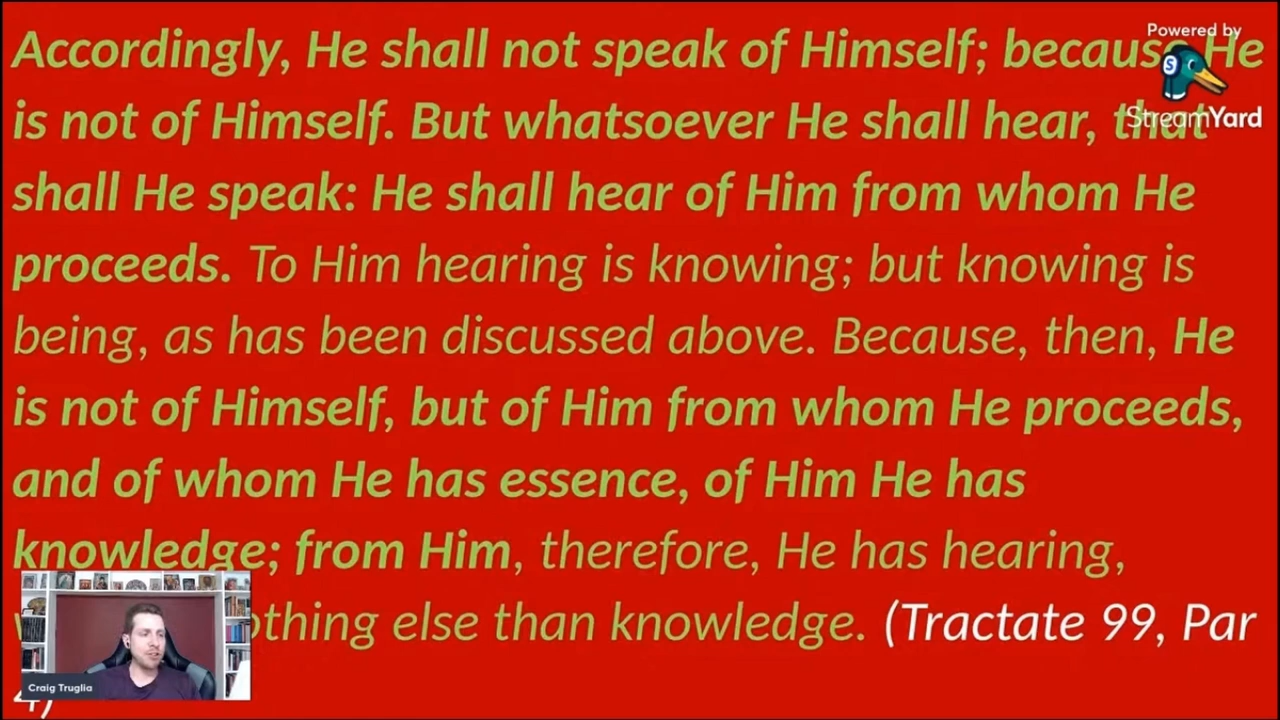 Accordingly, He shall not speak of Himself; because He
is not of Himself. But whatsoever He shall hear, that
shall He speak: He shall hear of Him from whom He
proceeds. To Him hearing is knowing; but knowing is
being, as has been discussed above. Because, then, He
is not of Himself, but of Him from whom He proceeds,
and of whom He has essence, of Him He has
knowledge; from Him, therefore, He has hearing,
othing else than knowledge. (Tractate 99, Par
4)
Powered by
StreamYard
Craig Truglia